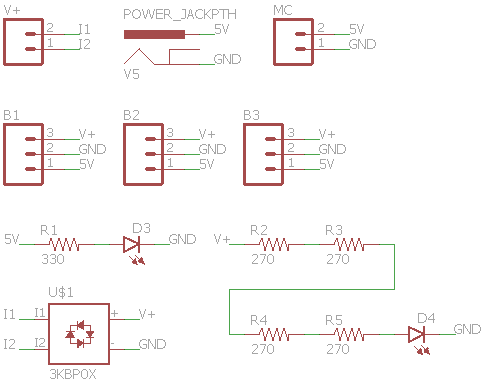 V+ POWER_JACKPTH MC
2 I1 5V 2 5V
1 I2 GND 1 GND
V5
B1 B2 B3
3 V+ 3 V+ 3 V+
2 GND 2 GND 2 GND
1 5V 1 5V 1 5V
R1 D3 R2 R3
5V GND V+
330 270 270
U$1
I1 I1 + V+ R4 R5 D4
GND
I2 I2 - GND 270 270
3KBP0X